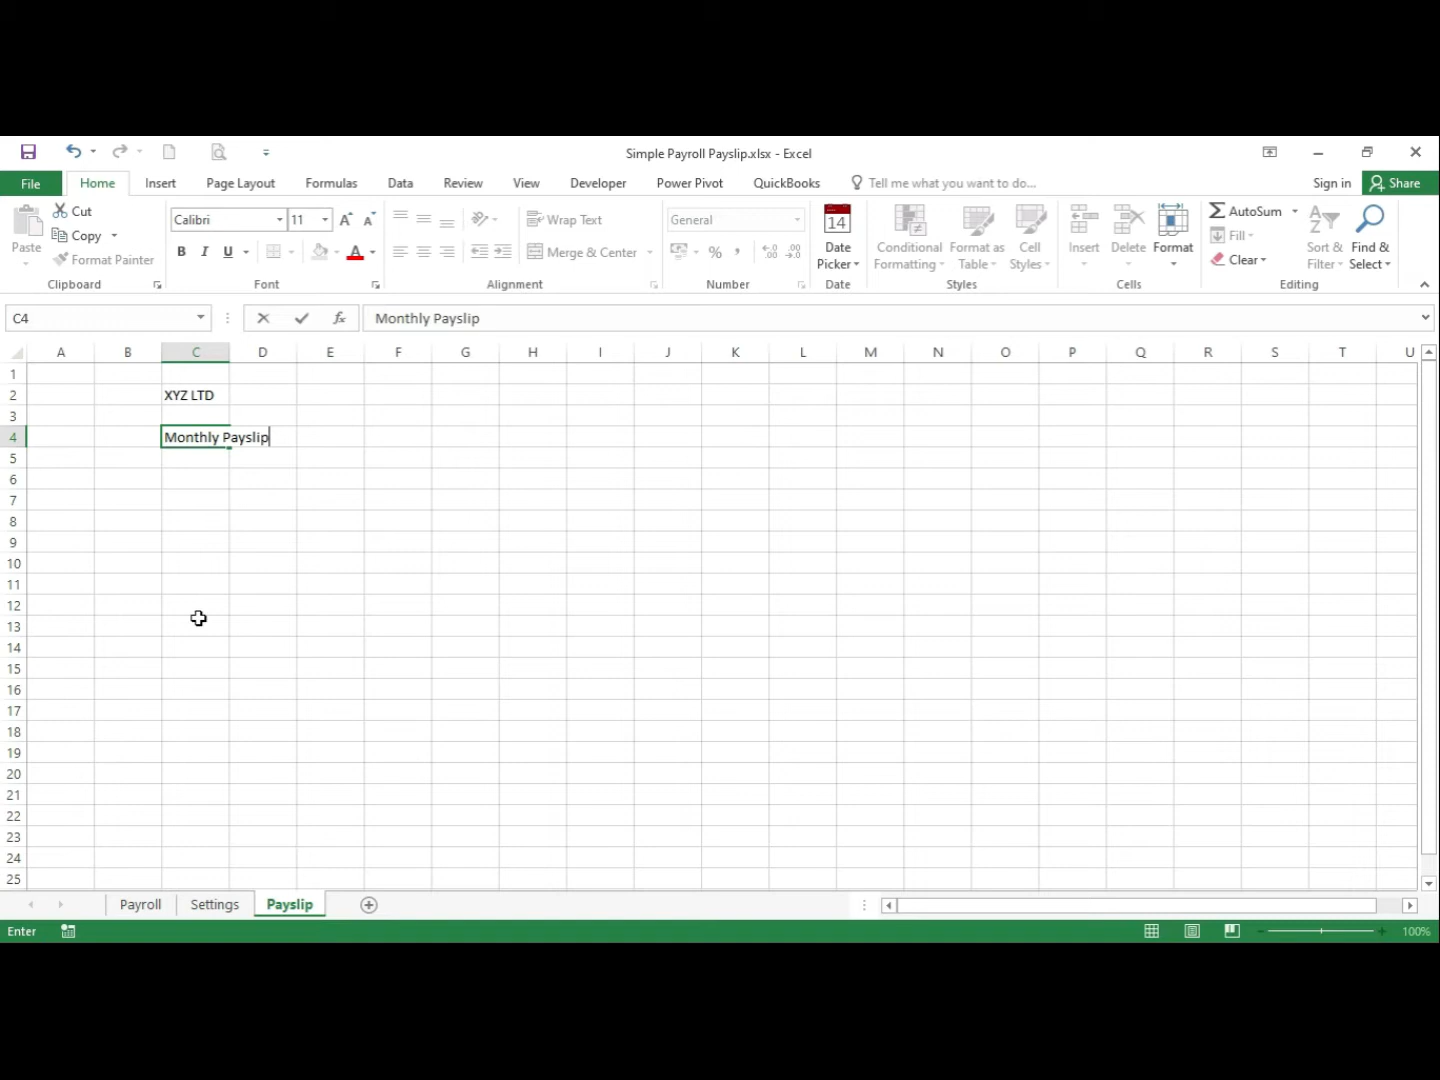 Simple Payroll Payslip.xlsx - Excel
File Home Insert Page Layout Formulas Data Review View Developer Power Pivot QuickBooks Tell me what you want to do... Sign in Share
Cut
Copy
Format Painter
Paste
Clipboard
Calibri 11
B I U
Font
Wrap Text
Merge & Center
Alignment
General
%
Number
14
Date Picker
Date
Conditional Formatting
Format as Table
Cell Styles
Styles
Insert Delete Format
Cells
AutoSum
Fill
Clear
Sort & Filter
Find & Select
Editing
C4 fx Monthly Payslip
A B C D E F G H I J K L M N O P Q R S T U
1
2 XYZ LTD
3
4 Monthly Payslip
5
6
7
8
9
10
11
12
13
14
15
16
17
18
19
20
21
22
23
24
25
Payroll Settings Payslip
Enter 100%